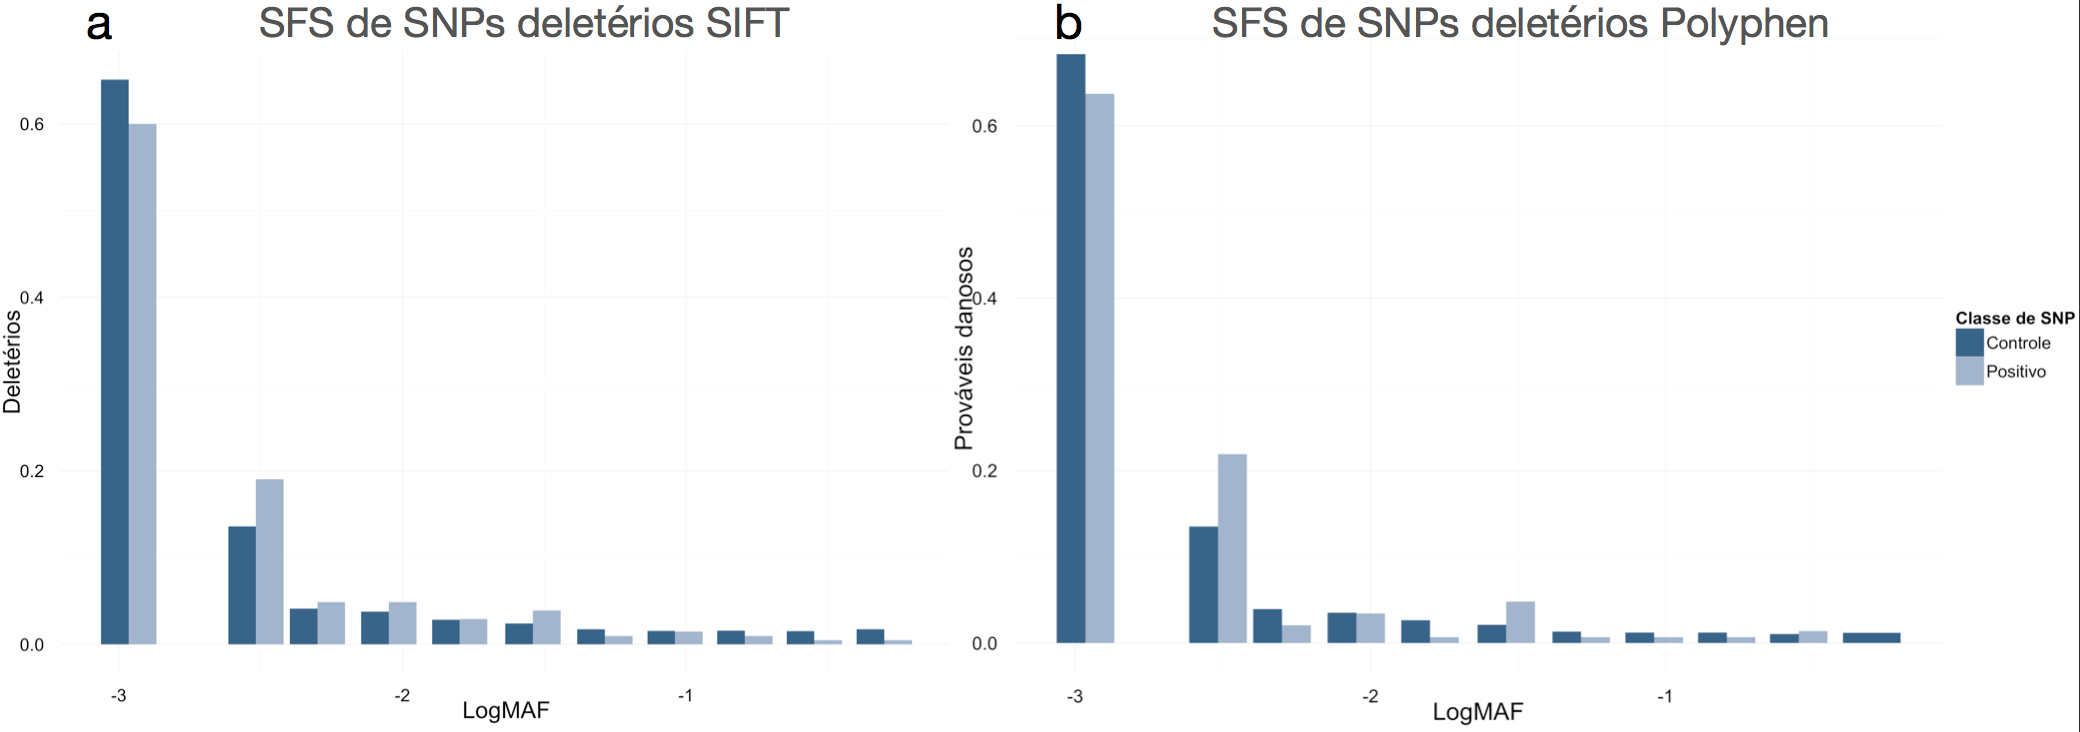 a
SFS de SNPs deletérios SIFT
Deletérios
0.6
0.4
0.2
0.0
-3
-2
-1
LogMAF
b
SFS de SNPs deletérios Polyphen
Prováveis danosos
0.6
0.4
0.2
0.0
-3
-2
-1
LogMAF
Classe de SNP
Controle
Positivo